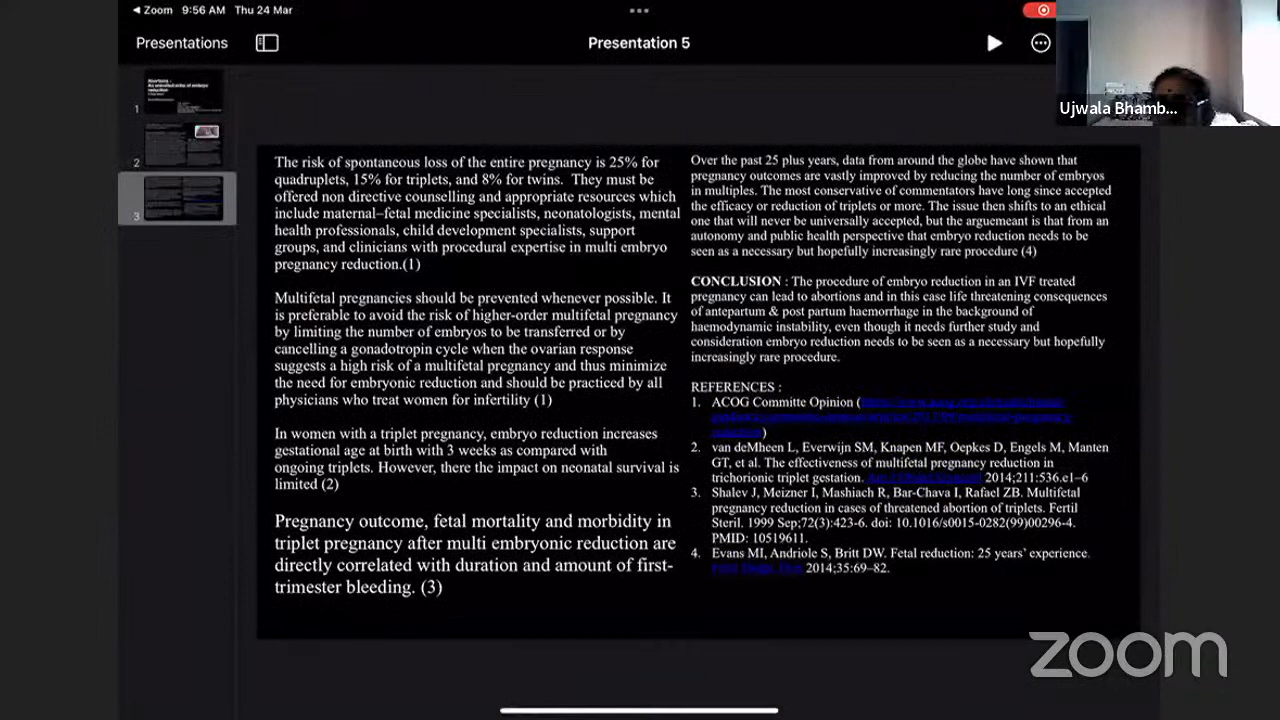 Zoom 9:56 AM Thu 24 Mar
Presentations
Presentation 5
Ujwala Bhamb...
1
2
3
The risk of spontaneous loss of the entire pregnancy is 25% for
quadruplets, 15% for triplets, and 8% for twins. They must be
offered non directive counselling and appropriate resources which
include maternal–fetal medicine specialists, neonatologists, mental
health professionals, child development specialists, support
groups, and clinicians with procedural expertise in multi embryo
pregnancy reduction.(1)
Multifetal pregnancies should be prevented whenever possible. It
is preferable to avoid the risk of higher-order multifetal pregnancy
by limiting the number of embryos to be transferred or by
cancelling a gonadotropin cycle when the ovarian response
suggests a high risk of a multifetal pregnancy and thus minimize
the need for embryonic reduction and should be practiced by all
physicians who treat women for infertility (1)
In women with a triplet pregnancy, embryo reduction increases
gestational age at birth with 3 weeks as compared with
ongoing triplets. However, there the impact on neonatal survival is
limited (2)
Pregnancy outcome, fetal mortality and morbidity in
triplet pregnancy after multi embryonic reduction are
directly correlated with duration and amount of first-
trimester bleeding. (3)
Over the past 25 plus years, data from around the globe have shown that
pregnancy outcomes are vastly improved by reducing the number of embryos
in multiples. The most conservative of commentators have long since accepted
the efficacy or reduction of triplets or more. The issue then shifts to an ethical
one that will never be universally accepted, but the arguemeant is that from an
autonomy and public health perspective that embryo reduction needs to be
seen as a necessary but hopefully increasingly rare procedure (4)
CONCLUSION : The procedure of embryo reduction in an IVF treated
pregnancy can lead to abortions and in this case life threatening consequences
of antepartum & post partum haemorrhage in the background of
haemodynamic instability, even though it needs further study and
consideration embryo reduction needs to be seen as a necessary but hopefully
increasingly rare procedure.
REFERENCES :
1. ACOG Committe Opinion (
)
2. van deMheen L, Everwijn SM, Knapen MF, Oepkes D, Engels M, Manten
GT, et al. The effectiveness of multifetal pregnancy reduction in
trichorionic triplet gestation. 2014;211:536.e1–6
3. Shalev J, Meizner I, Mashiach R, Bar-Chava I, Rafael ZB. Multifetal
pregnancy reduction in cases of threatened abortion of triplets. Fertil
Steril. 1999 Sep;72(3):423-6. doi: 10.1016/s0015-0282(99)00296-4.
PMID: 10519611.
4. Evans MI, Andriole S, Britt DW. Fetal reduction: 25 years’ experience.
2014;35:69–82.
zoom